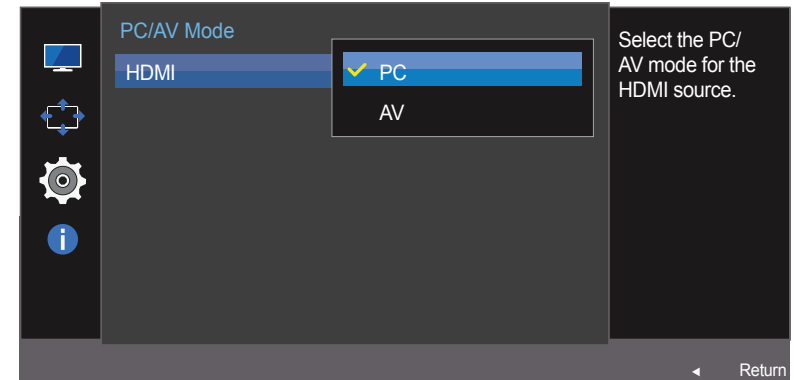 PC/AV Mode
HDMI
PC
AV
Select the PC/
AV mode for the
HDMI source.
i
Return